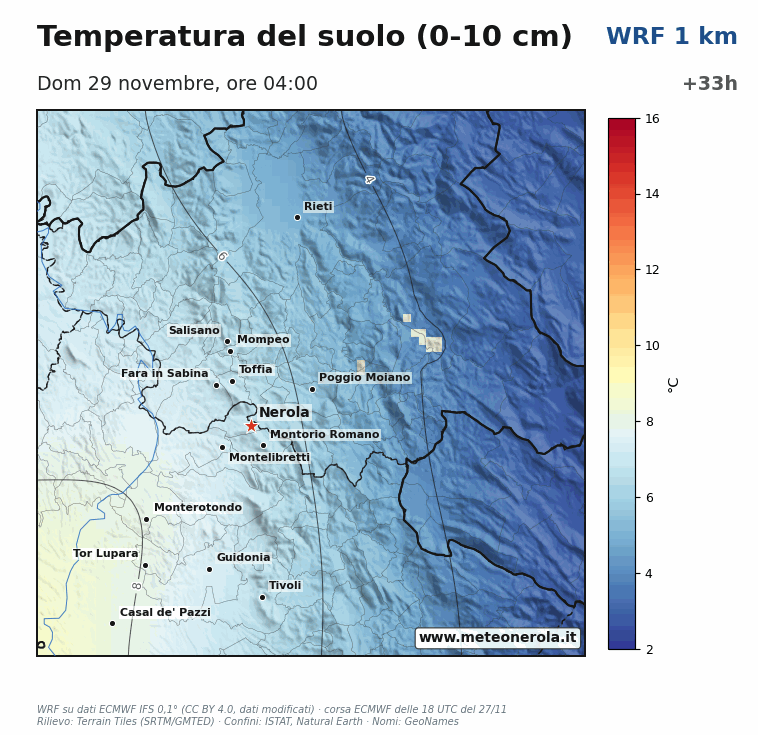 Temperatura del suolo (0-10 cm)
WRF 1 km
Dom 29 novembre, ore 04:00
+33h
4
Rieti
6
Salisano
Mompeo
Toffia
Fara in Sabina
Poggio Moiano
Nerola
Montorio Romano
Montelibretti
Monterotondo
Tor Lupara
Guidonia
8
Tivoli
Casal de' Pazzi
www.meteonerola.it
16
14
12
10
8
6
4
2
°C
WRF su dati ECMWF IFS 0,1° (CC BY 4.0, dati modificati) · corsa ECMWF delle 18 UTC del 27/11
Rilievo: Terrain Tiles (SRTM/GMTED) · Confini: ISTAT, Natural Earth · Nomi: GeoNames